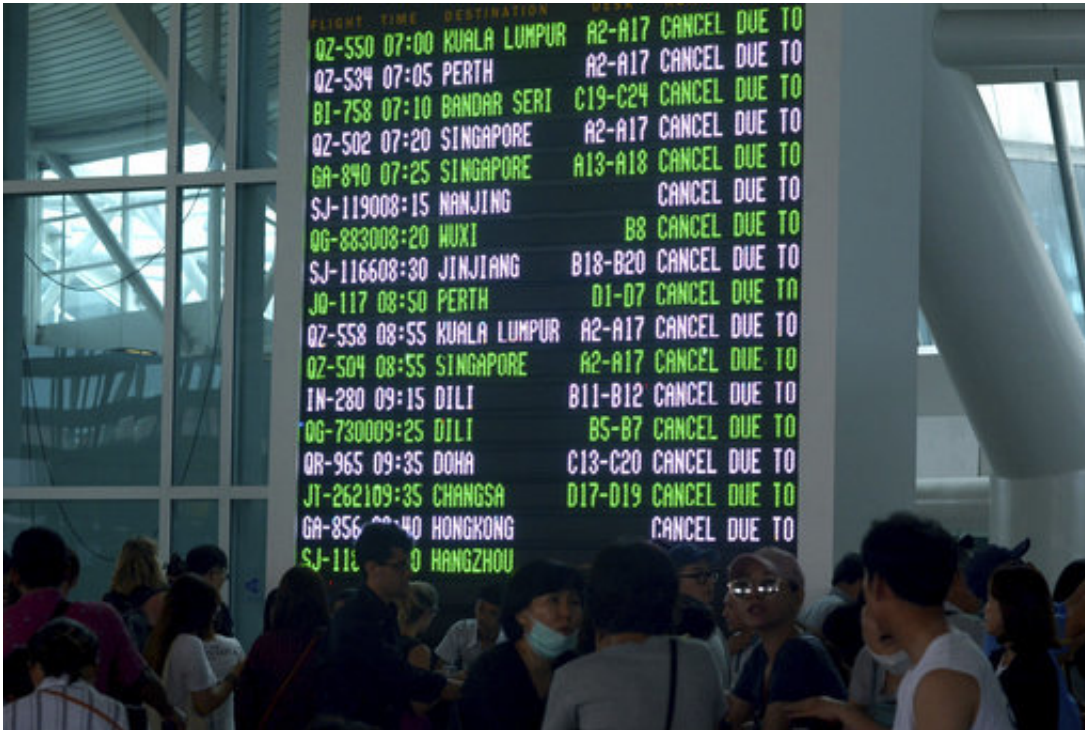 FLIGHT TIME DESTINATION DESK
QZ-550 07:00 KUALA LUMPUR A2-A17 CANCEL DUE TO
QZ-534 07:05 PERTH A2-A17 CANCEL DUE TO
BI-758 07:10 BANDAR SERI C19-C24 CANCEL DUE TO
QZ-502 07:20 SINGAPORE A2-A17 CANCEL DUE TO
GA-840 07:25 SINGAPORE A13-A18 CANCEL DUE TO
SJ-119008:15 NANJING CANCEL DUE TO
QG-883008:20 WUXI B8 CANCEL DUE TO
SJ-116608:30 JINJIANG B18-B20 CANCEL DUE TO
JQ-117 08:50 PERTH D1-D7 CANCEL DUE TO
QZ-558 08:55 KUALA LUMPUR A2-A17 CANCEL DUE TO
QZ-504 08:55 SINGAPORE A2-A17 CANCEL DUE TO
IN-280 09:15 DILI B11-B12 CANCEL DUE TO
QG-730009:25 DILI B5-B7 CANCEL DUE TO
QR-965 09:35 DOHA C13-C20 CANCEL DUE TO
JT-262109:35 CHANGSA D17-D19 CANCEL DUE TO
GA-856 HONGKONG CANCEL DUE TO
HANGZHOU